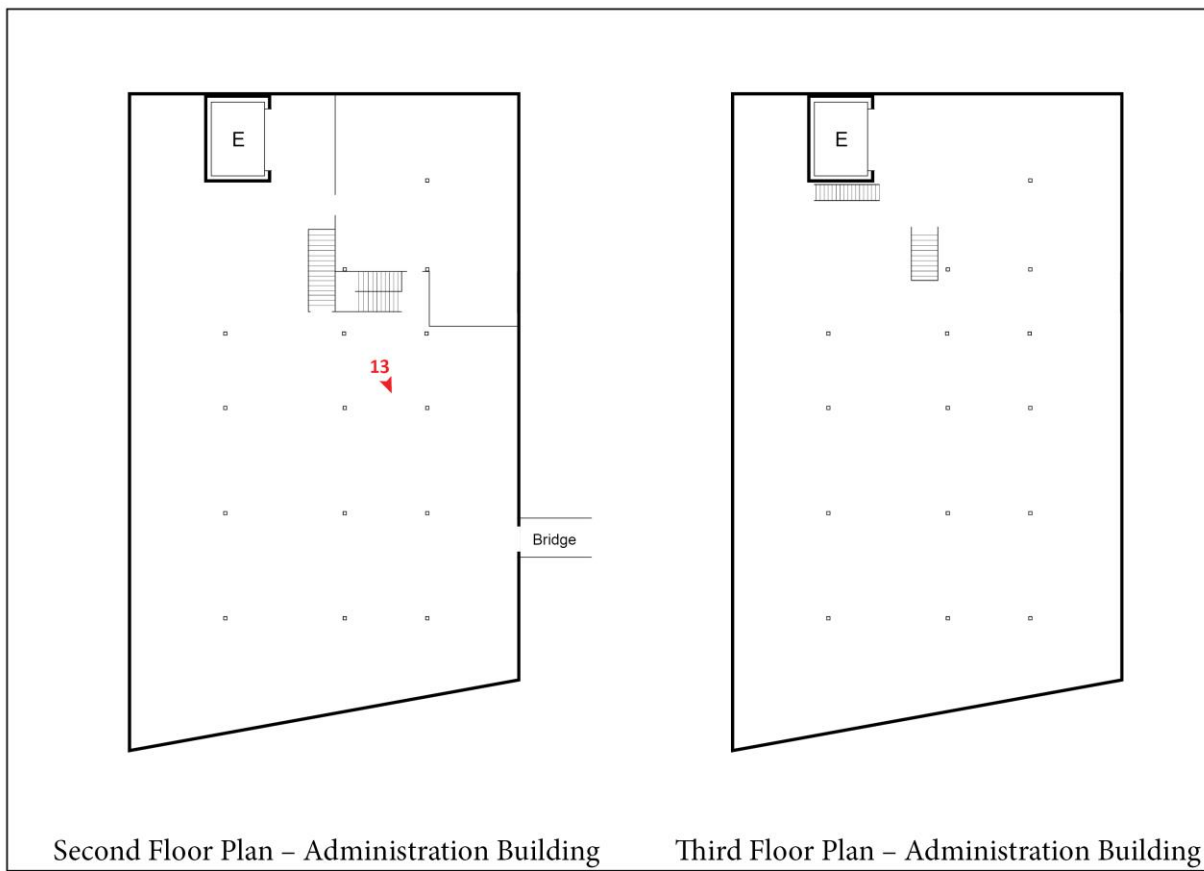 E
E
13
Bridge
Second Floor Plan – Administration Building
Third Floor Plan – Administration Building